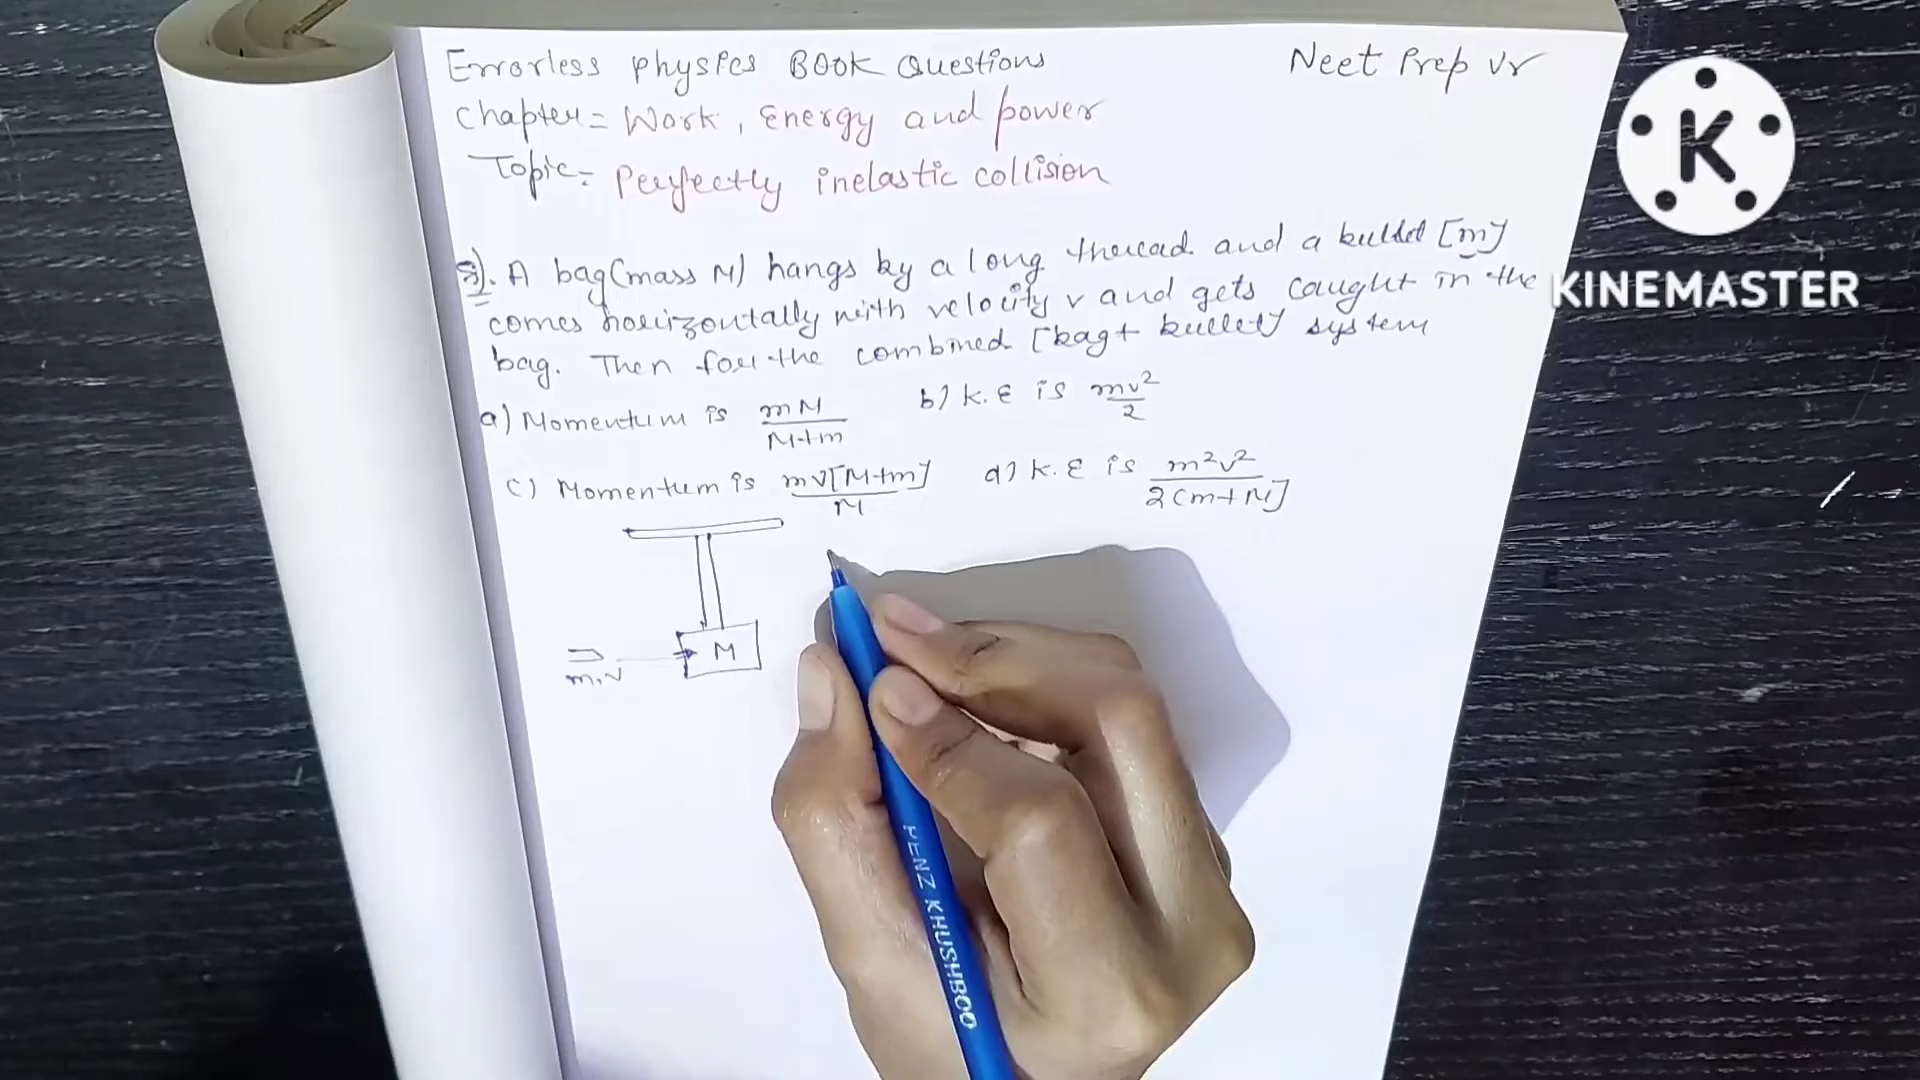 Errorless physics Book Questions
Neet Prep Vr
Chapter = Work, Energy and power
Topic = Perfectly inelastic collision
Q). A bag (mass M) hangs by a long theread and a bullet [m]
comes horizontally with velocity v and gets caught in the
bag. Then for the combined [bag + bullet] system
a) Momentum is mM/M+m b) K.E is mv²/2
c) Momentum is mv[M+m]/M d) K.E is m²v²/2(m+M]
M
m,v
K
KINEMASTER
PENZ KHUSHBOO